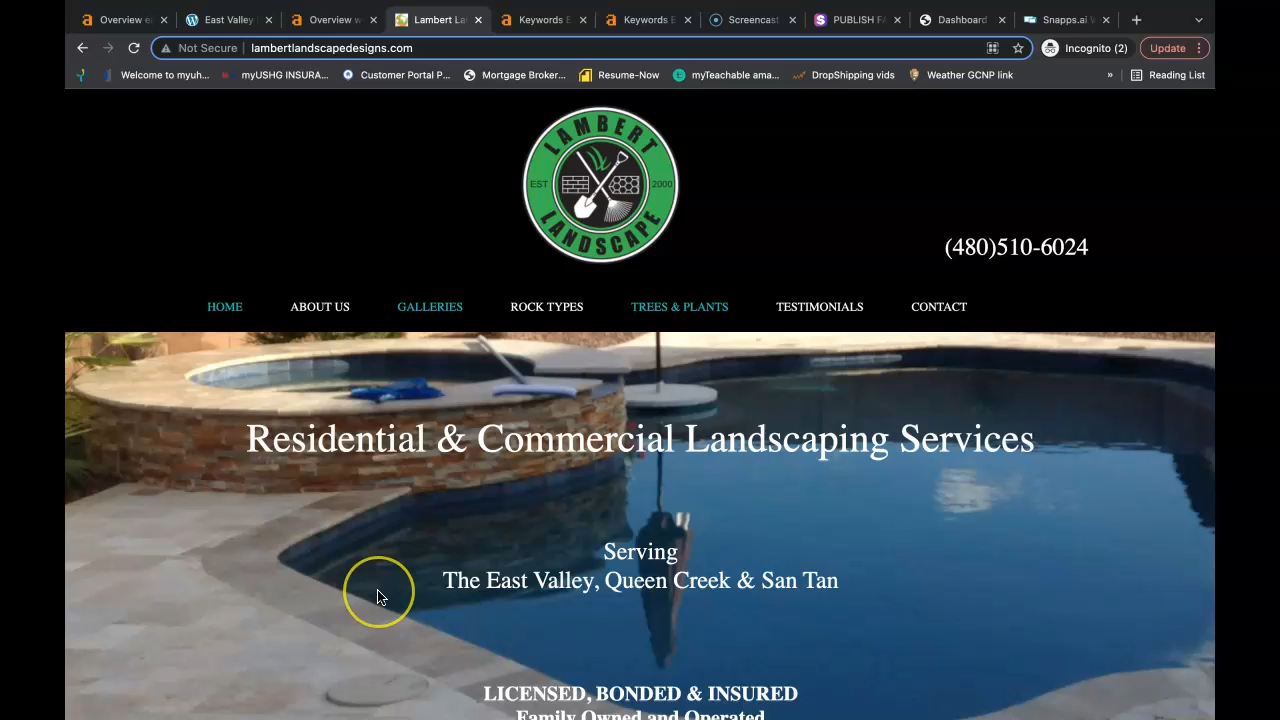 Overview e
East Valley
Overview w
Lambert La
Keywords E
Keywords E
Screencast
PUBLISH FA
Dashboard
Snapps.ai V
Not Secure
lambertlandscapedesigns.com
Incognito (2)
Update
Welcome to myuh...
myUSHG INSURA...
Customer Portal P...
Mortgage Broker...
Resume-Now
myTeachable ama...
DropShipping vids
Weather GCNP link
»
Reading List
LAMBERT
EST 2000
LANDSCAPE
(480)510-6024
HOME
ABOUT US
GALLERIES
ROCK TYPES
TREES & PLANTS
TESTIMONIALS
CONTACT
Residential & Commercial Landscaping Services
Serving
The East Valley, Queen Creek & San Tan
LICENSED, BONDED & INSURED
Family Owned and Operated